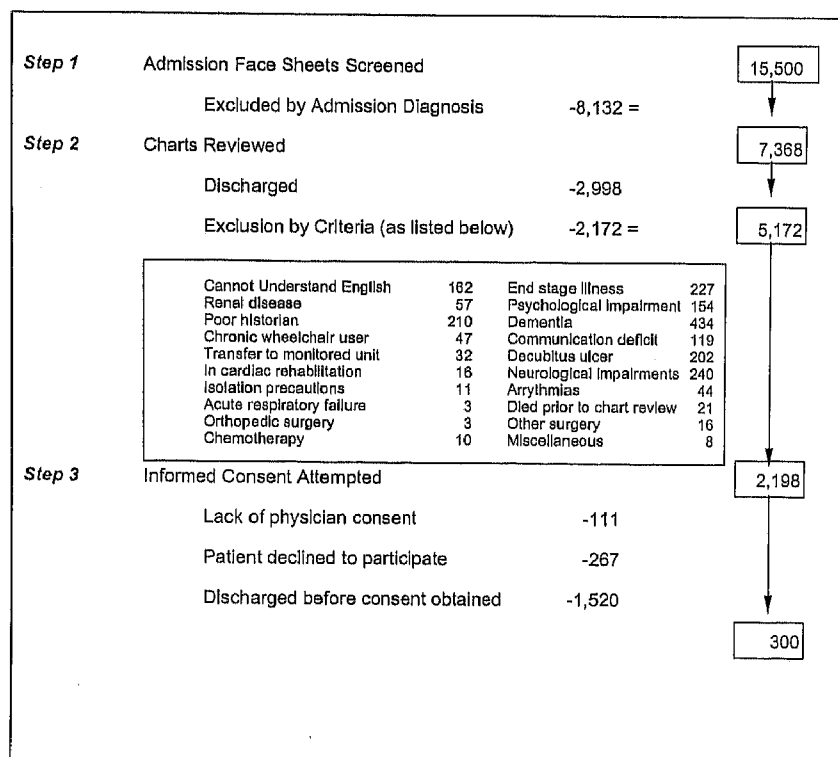 Step 1 Admission Face Sheets Screened 15,500
Excluded by Admission Diagnosis -8,132 =
Step 2 Charts Reviewed 7,368
Discharged -2,998
Exclusion by Criteria (as listed below) -2,172 = 5,172
Cannot Understand English 162 End stage illness 227
Renal disease 57 Psychological impairment 154
Poor historian 210 Dementia 434
Chronic wheelchair user 47 Communication deficit 119
Transfer to monitored unit 32 Decubitus ulcer 202
In cardiac rehabilitation 16 Neurological impairments 240
Isolation precautions 11 Arrythmias 44
Acute respiratory failure 3 Died prior to chart review 21
Orthopedic surgery 3 Other surgery 16
Chemotherapy 10 Miscellaneous 8
Step 3 Informed Consent Attempted 2,198
Lack of physician consent -111
Patient declined to participate -267
Discharged before consent obtained -1,520
300